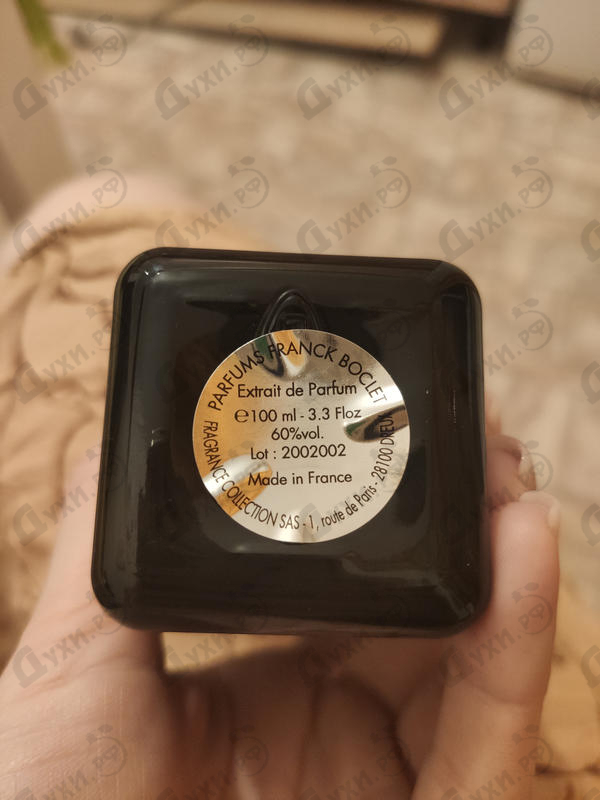 PARFUMS FRANCK BOCLET
Extrait de Parfum
℮100 ml - 3.3 Floz
60%vol.
Lot : 2002002
Made in France
FRAGRANCE COLLECTION SAS - 1, route de Paris - 28100 DREUX
Духи.рф